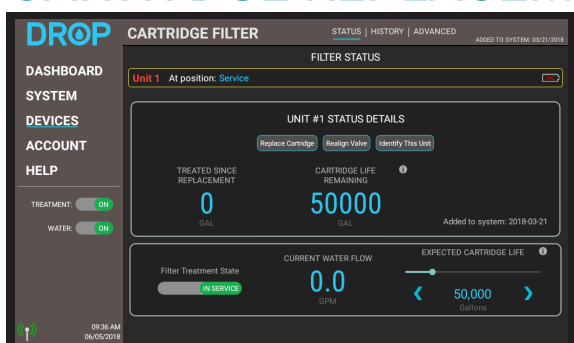 DROP
CARTRIDGE FILTER
STATUS | HISTORY | ADVANCED
ADDED TO SYSTEM: 03/21/2018
DASHBOARD
SYSTEM
DEVICES
ACCOUNT
HELP
TREATMENT: ON
WATER: ON
09:36 AM
06/05/2018
FILTER STATUS
Unit 1 At position: Service
UNIT #1 STATUS DETAILS
Replace Cartridge Realign Valve Identify This Unit
TREATED SINCE
REPLACEMENT
0
GAL
CARTRIDGE LIFE
REMAINING
50000
GAL
Added to system: 2018-03-21
Filter Treatment State
IN SERVICE
CURRENT WATER FLOW
0.0
GPM
EXPECTED CARTRIDGE LIFE
50,000
Gallons